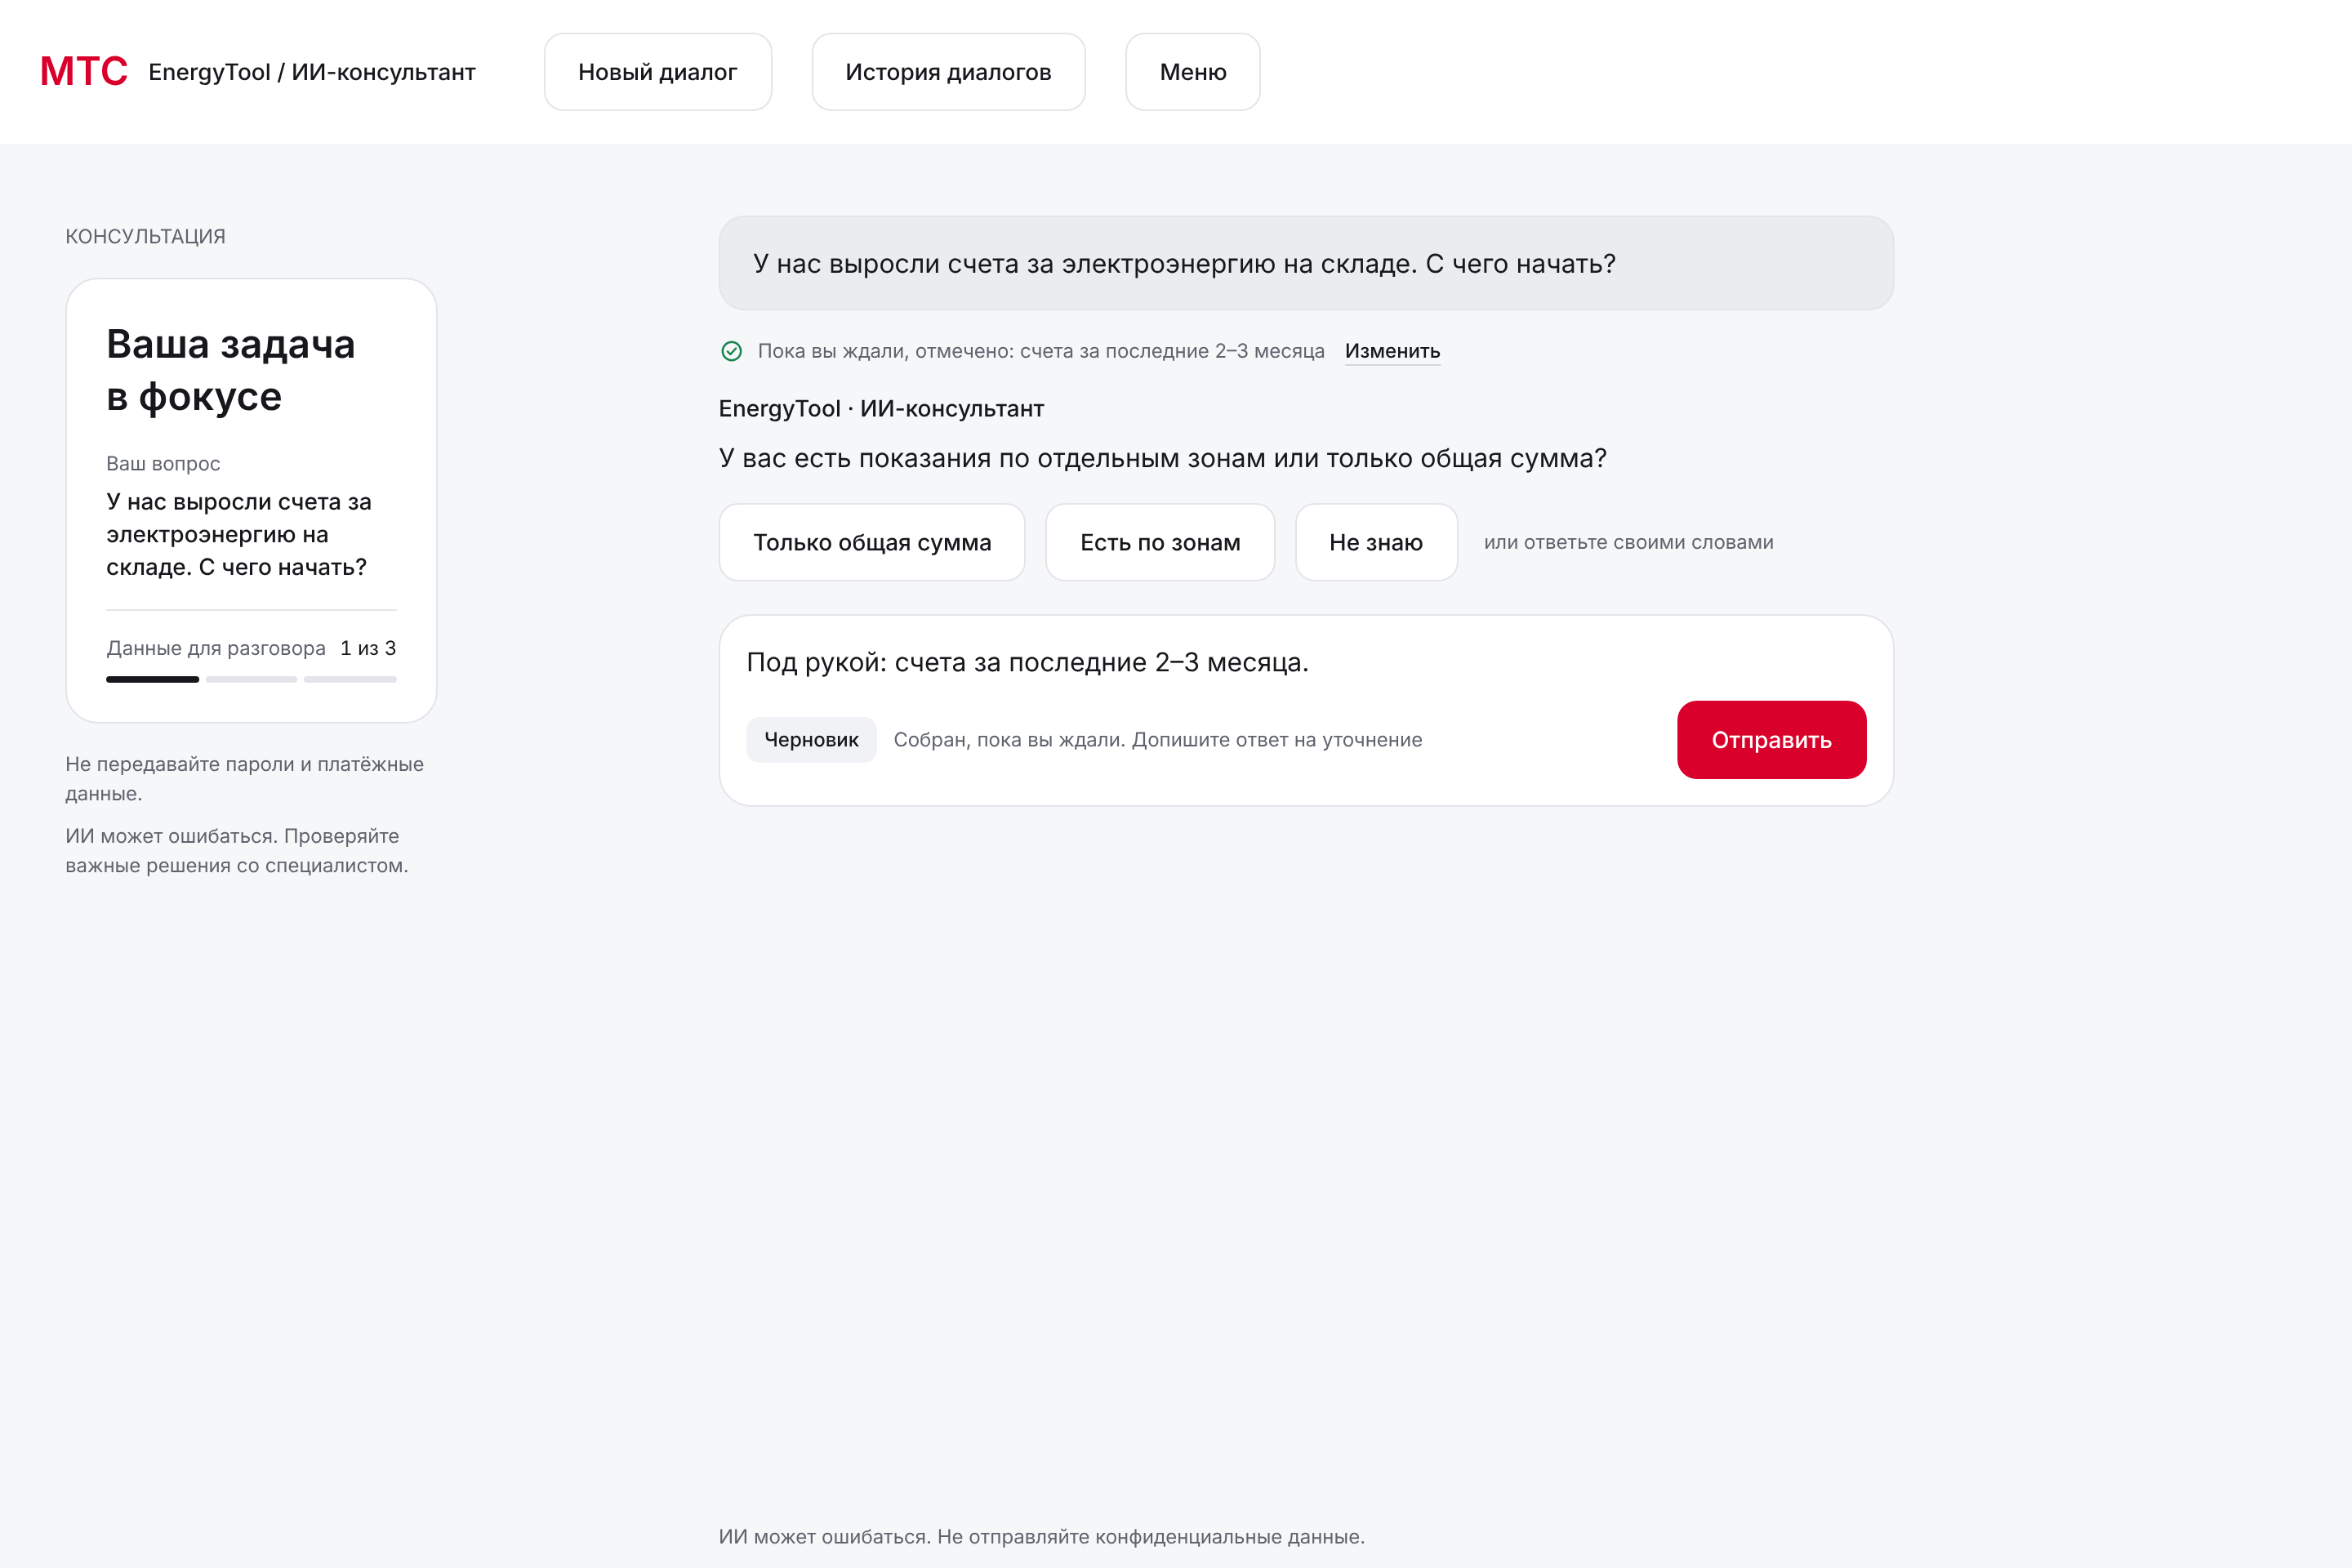 МТС EnergyTool / ИИ-консультант Новый диалог История диалогов Меню
КОНСУЛЬТАЦИЯ
Ваша задача
в фокусе
Ваш вопрос
У нас выросли счета за
электроэнергию на
складе. С чего начать?
Данные для разговора 1 из 3
Не передавайте пароли и платёжные
данные.
ИИ может ошибаться. Проверяйте
важные решения со специалистом.
У нас выросли счета за электроэнергию на складе. С чего начать?
Пока вы ждали, отмечено: счета за последние 2–3 месяца Изменить
EnergyTool · ИИ-консультант
У вас есть показания по отдельным зонам или только общая сумма?
Только общая сумма Есть по зонам Не знаю или ответьте своими словами
Под рукой: счета за последние 2–3 месяца.
Черновик Собран, пока вы ждали. Допишите ответ на уточнение Отправить
ИИ может ошибаться. Не отправляйте конфиденциальные данные.